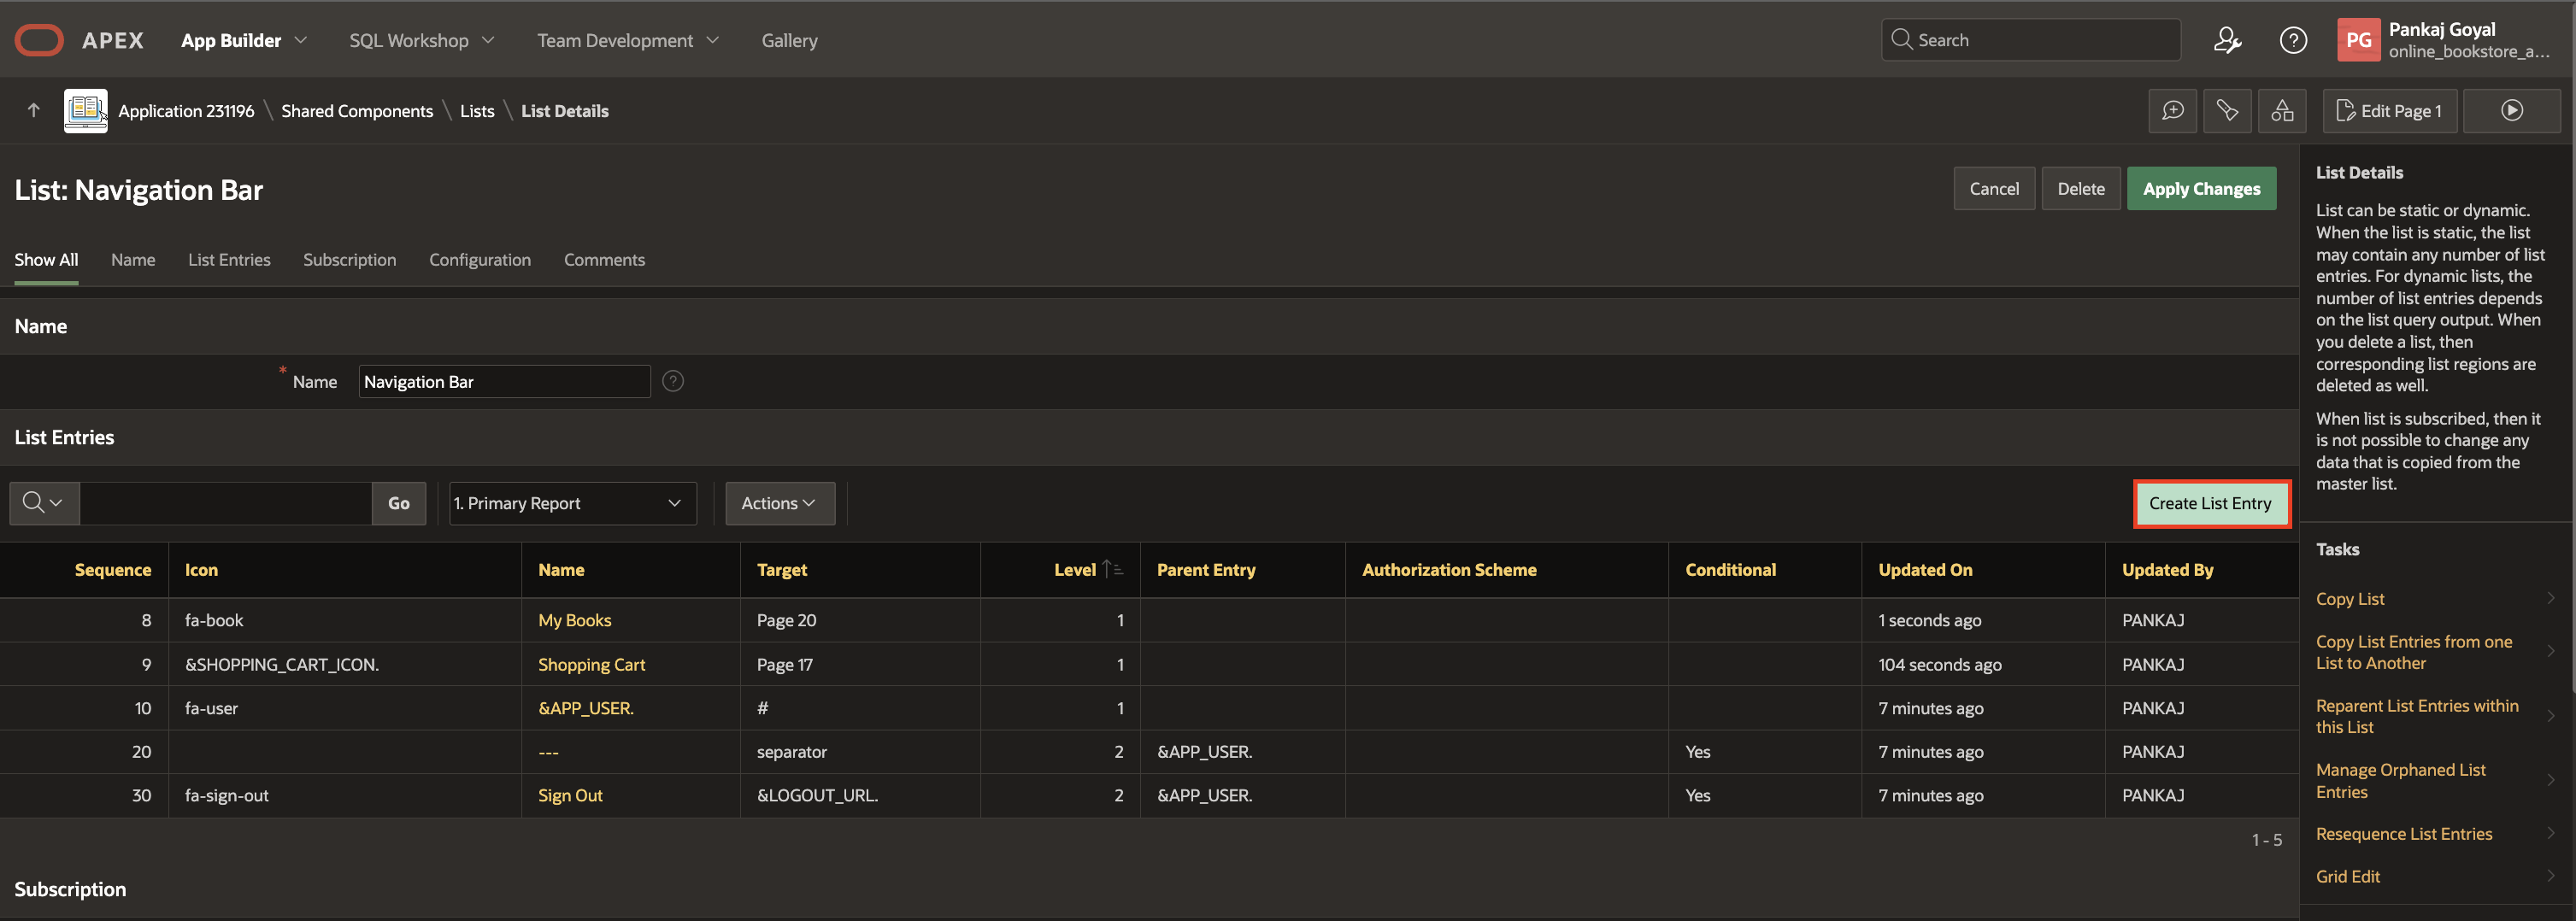 APEX App Builder SQL Workshop Team Development Gallery Search PG Pankaj Goyal
online_bookstore_a...
Application 231196 \ Shared Components \ Lists \ List Details Edit Page 1
List: Navigation Bar Cancel Delete Apply Changes
Show All Name List Entries Subscription Configuration Comments
Name
* Name Navigation Bar
List Entries
Go 1. Primary Report Actions Create List Entry
Sequence Icon Name Target Level Parent Entry Authorization Scheme Conditional Updated On Updated By
8 fa-book My Books Page 20 1 1 seconds ago PANKAJ
9 &SHOPPING_CART_ICON. Shopping Cart Page 17 1 104 seconds ago PANKAJ
10 fa-user &APP_USER. # 1 7 minutes ago PANKAJ
20 --- separator 2 &APP_USER. Yes 7 minutes ago PANKAJ
30 fa-sign-out Sign Out &LOGOUT_URL. 2 &APP_USER. Yes 7 minutes ago PANKAJ
1 - 5
Subscription
List Details
List can be static or dynamic.
When the list is static, the list
may contain any number of list
entries. For dynamic lists, the
number of list entries depends
on the list query output. When
you delete a list, then
corresponding list regions are
deleted as well.
When list is subscribed, then it
is not possible to change any
data that is copied from the
master list.
Tasks
Copy List
Copy List Entries from one
List to Another
Reparent List Entries within
this List
Manage Orphaned List
Entries
Resequence List Entries
Grid Edit